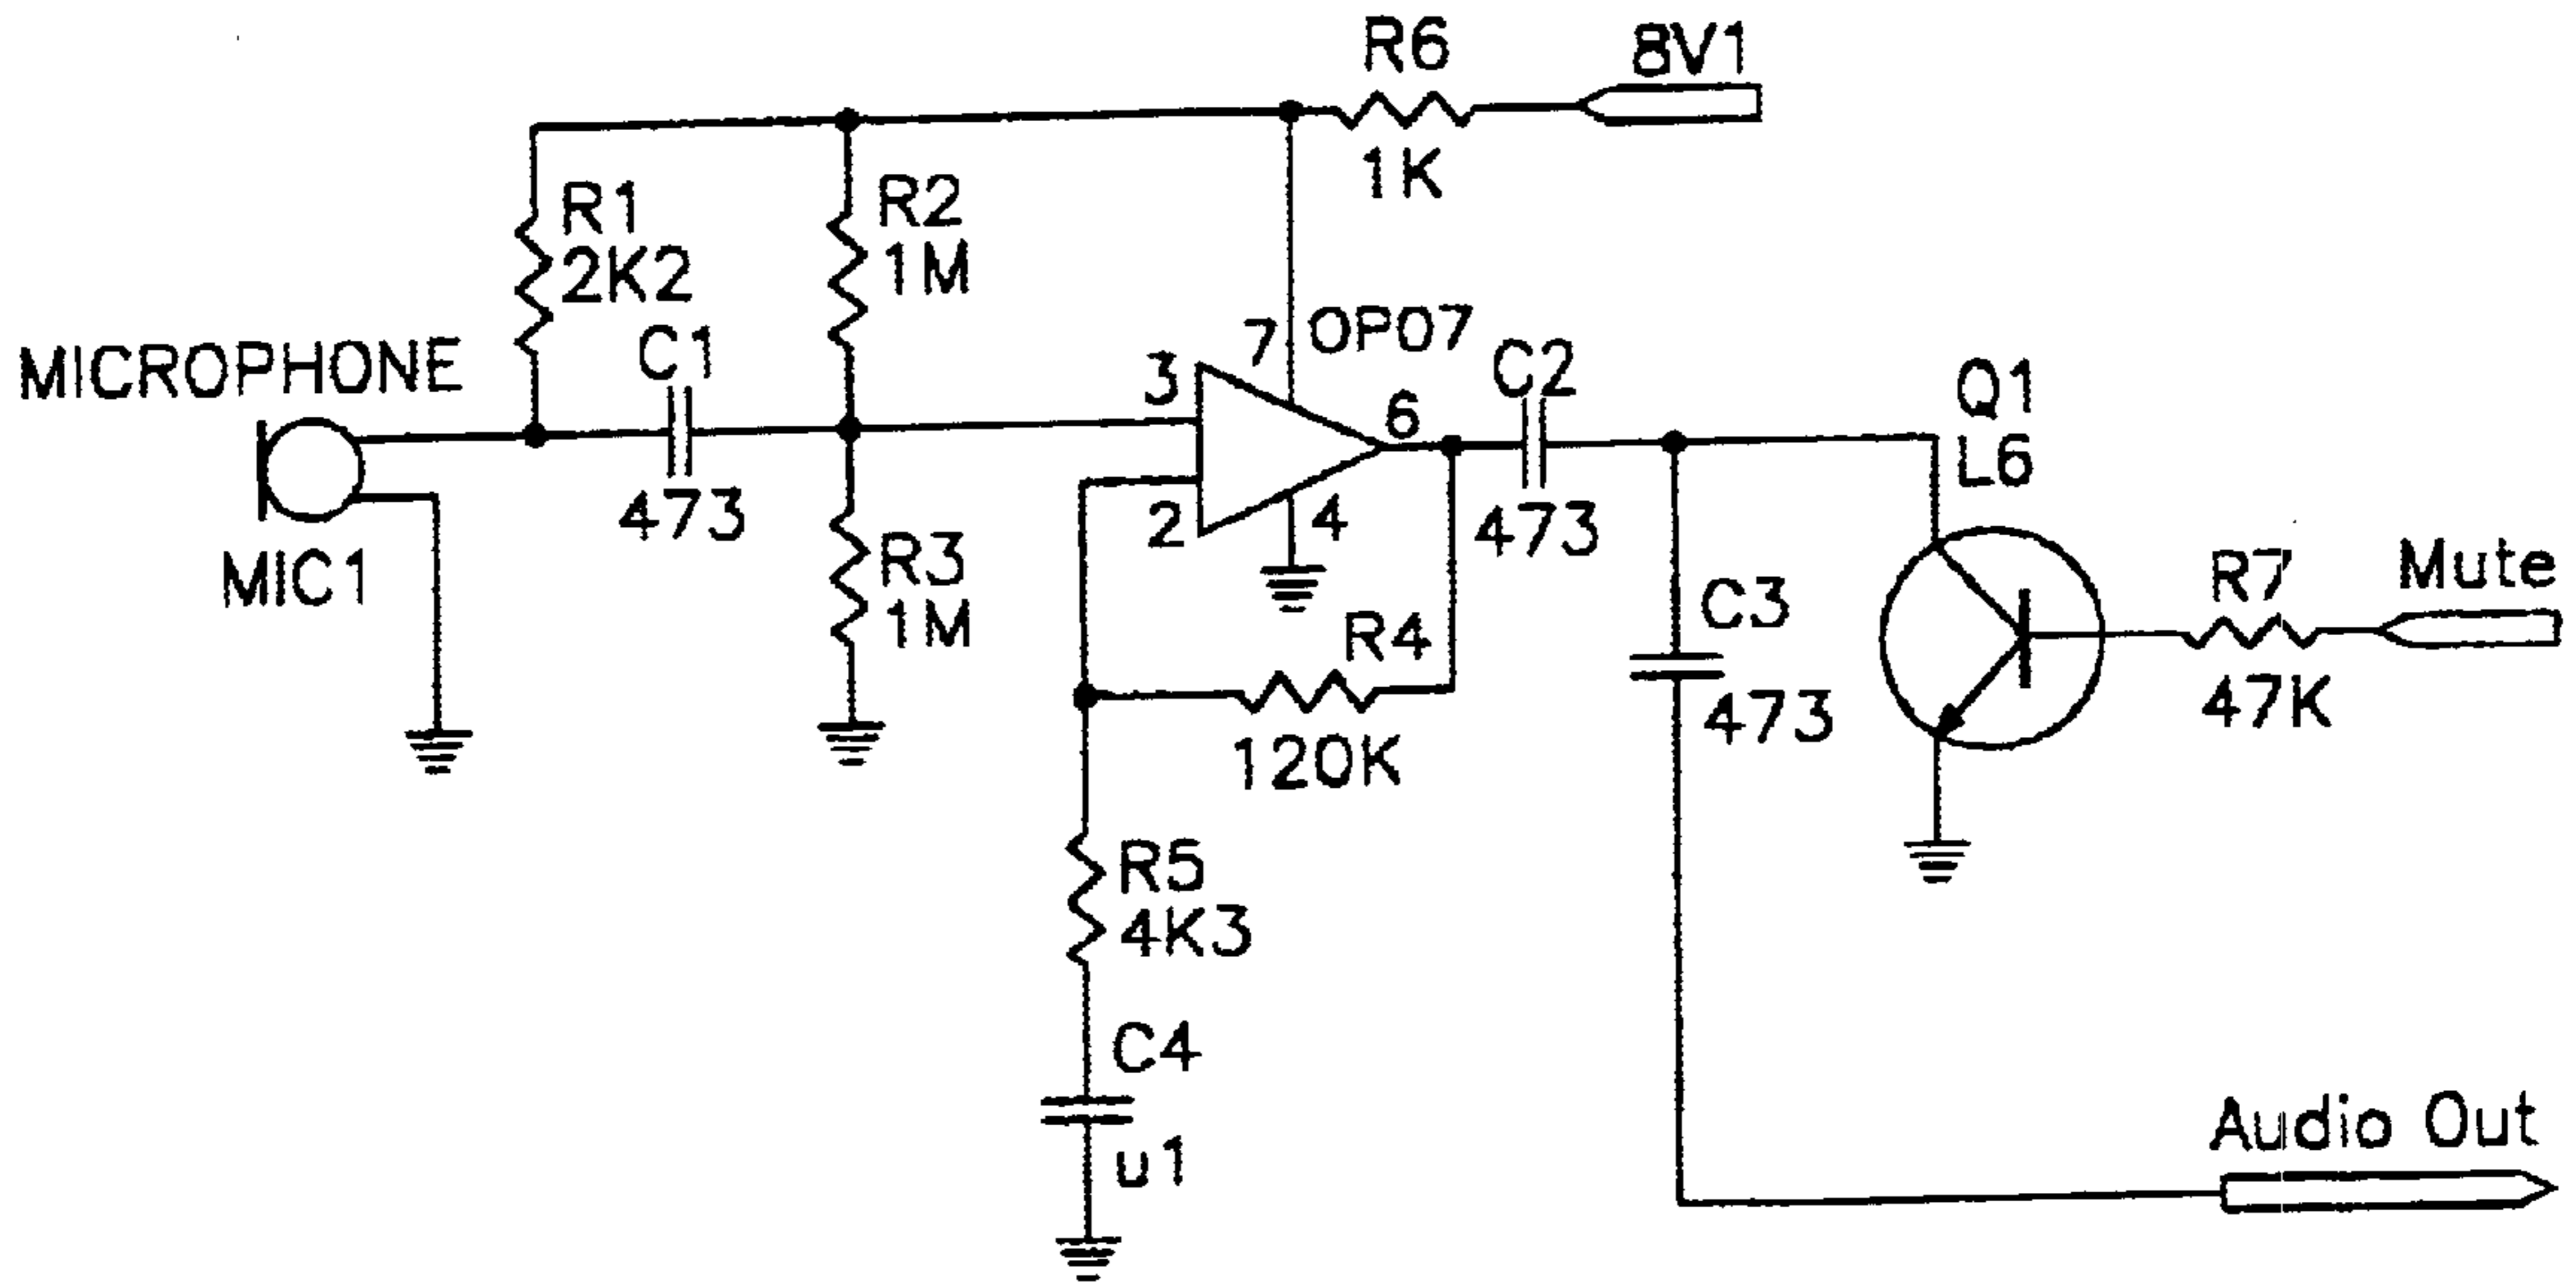 R6
8V1
1K
R1
2K2
R2
1M
MICROPHONE
MIC1
C1
473
R3
1M
3
2
7
OP07
6
4
C2
473
R4
120K
R5
4K3
C4
u1
C3
473
Q1
L6
R7
47K
Mute
Audio Out